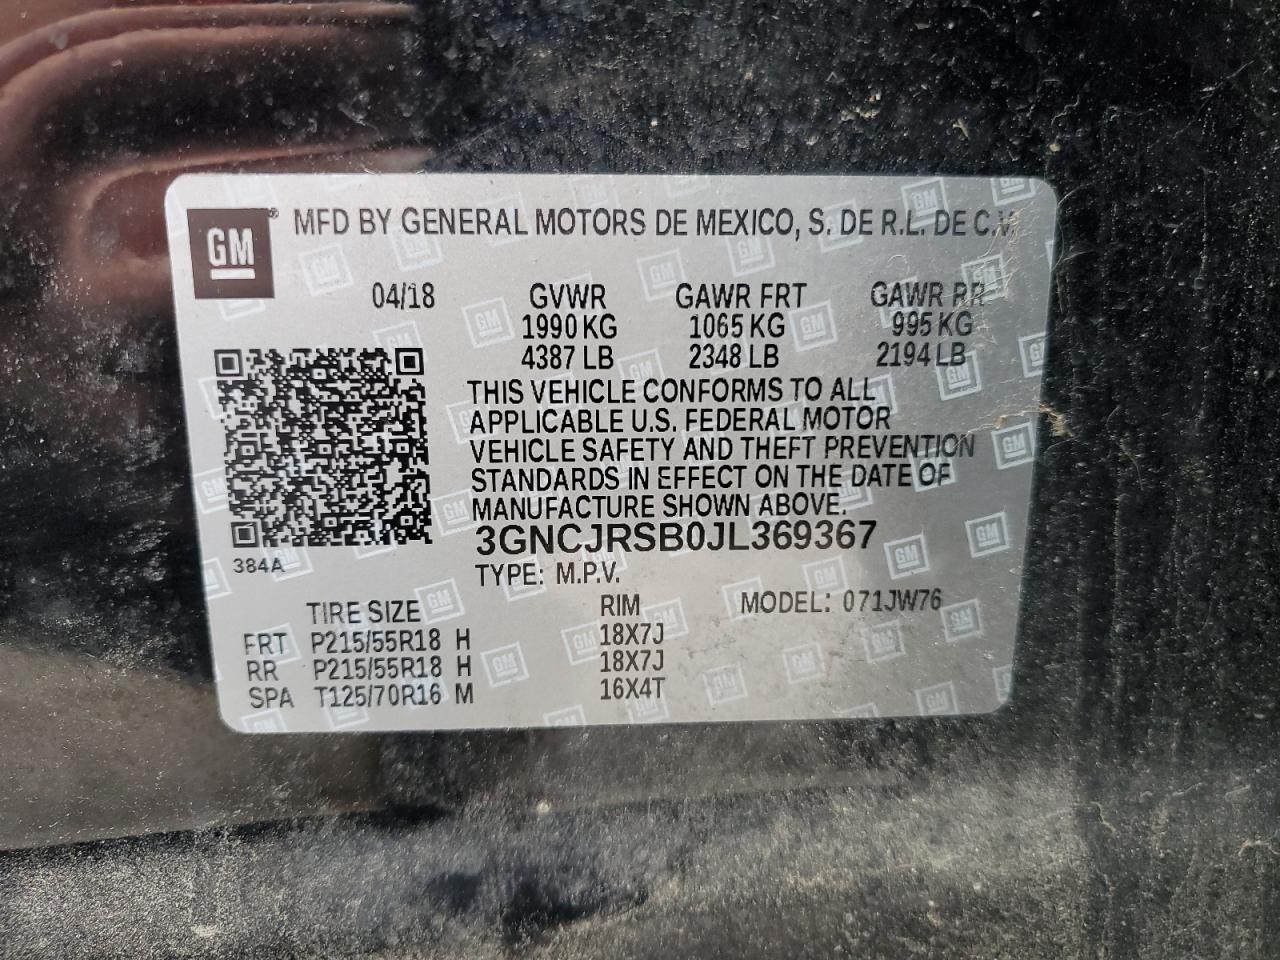 GM ® MFD BY GENERAL MOTORS DE MEXICO, S. DE R.L. DE C.V.
04/18 GVWR GAWR FRT GAWR RR
1990 KG 1065 KG 995 KG
4387 LB 2348 LB 2194 LB
THIS VEHICLE CONFORMS TO ALL
APPLICABLE U.S. FEDERAL MOTOR
VEHICLE SAFETY AND THEFT PREVENTION
STANDARDS IN EFFECT ON THE DATE OF
MANUFACTURE SHOWN ABOVE.
3GNCJRSB0JL369367
384A
TYPE: M.P.V.
TIRE SIZE RIM MODEL: 071JW76
FRT P215/55R18 H 18X7J
RR P215/55R18 H 18X7J
SPA T125/70R16 M 16X4T